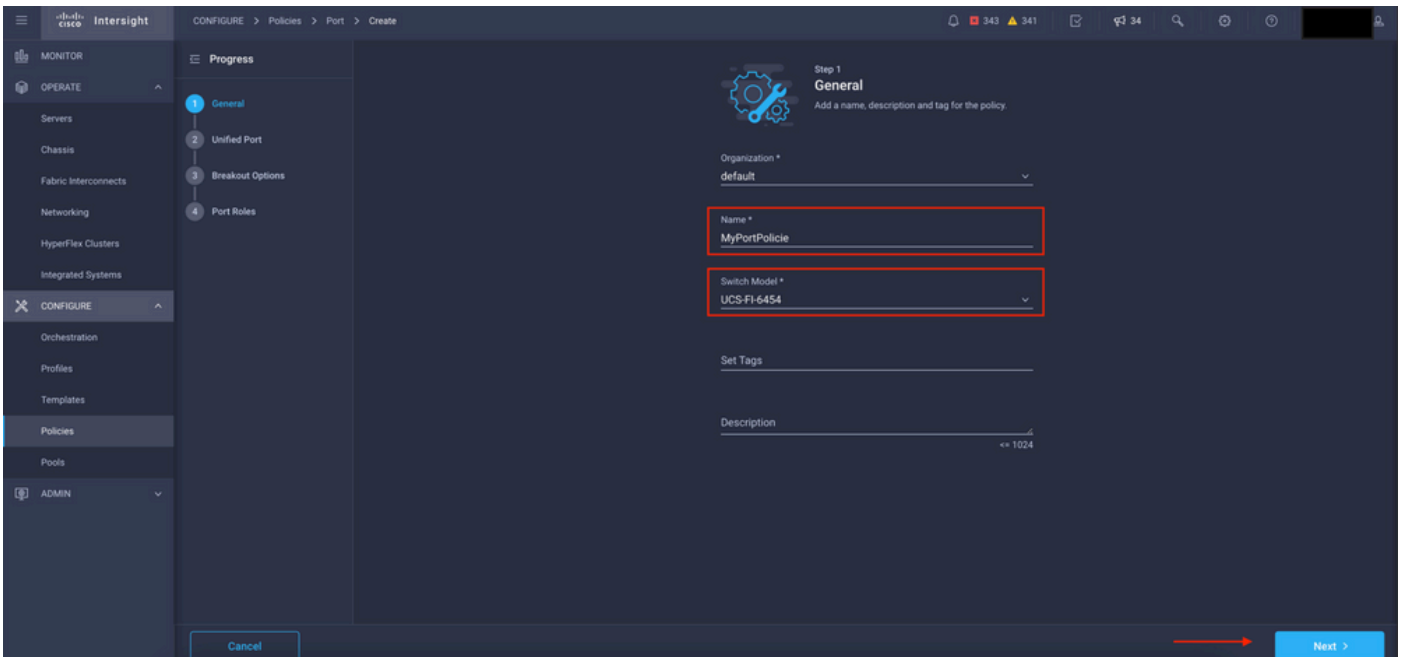 cisco Intersight
CONFIGURE > Policies > Port > Create
343 341
34
MONITOR
OPERATE
Servers
Chassis
Fabric Interconnects
Networking
HyperFlex Clusters
Integrated Systems
CONFIGURE
Orchestration
Profiles
Templates
Policies
Pools
ADMIN
Progress
1 General
2 Unified Port
3 Breakout Options
4 Port Roles
Step 1
General
Add a name, description and tag for the policy.
Organization *
default
Name *
MyPortPolicie
Switch Model *
UCS-FI-6454
Set Tags
Description
<= 1024
Cancel
Next >